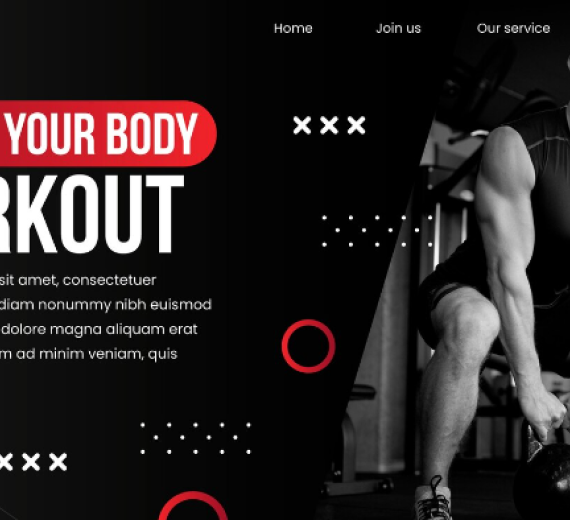 Home Join us Our service
YOUR BODY
RKOUT
sit amet, consectetuer
diam nonummy nibh euismod
dolore magna aliquam erat
m ad minim veniam, quis